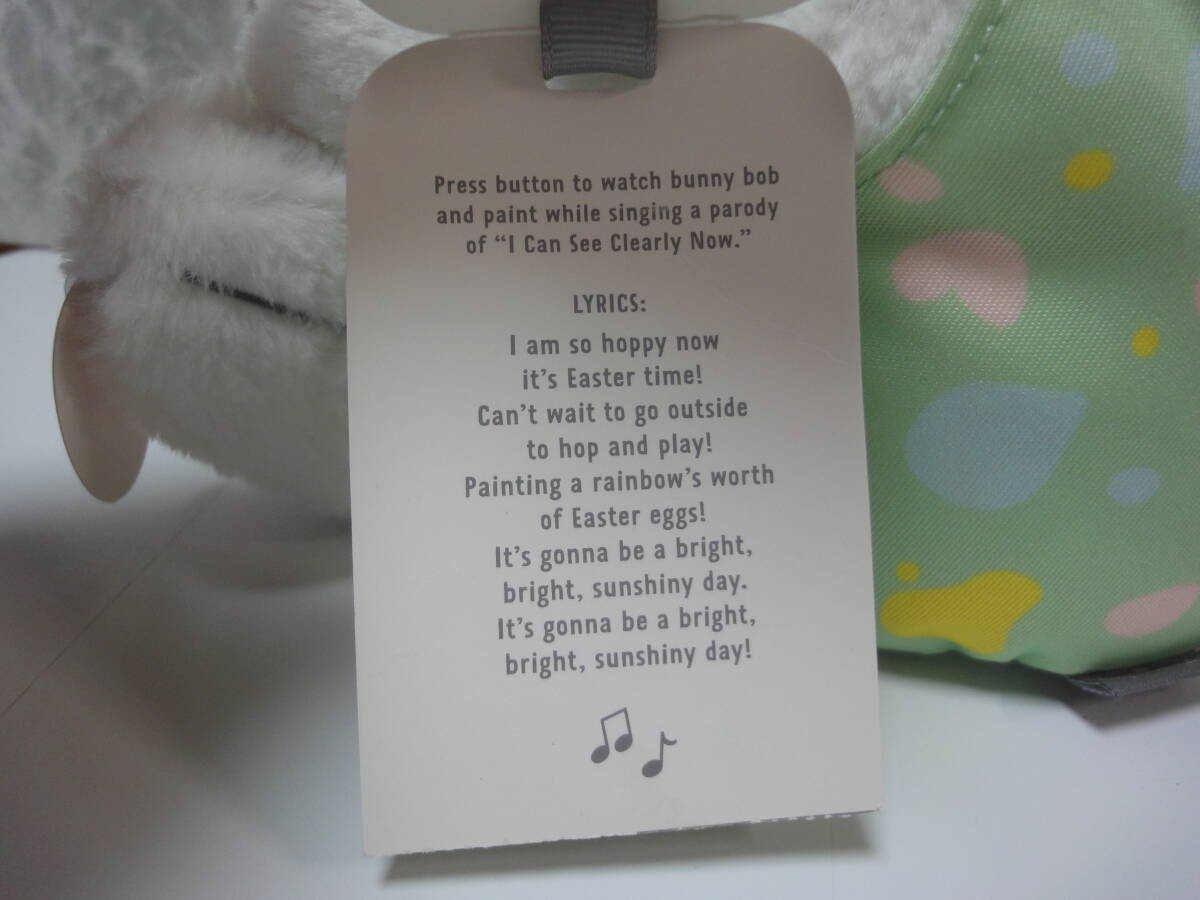 Press button to watch bunny bob
and paint while singing a parody
of “I Can See Clearly Now.”
LYRICS:
I am so hoppy now
it’s Easter time!
Can’t wait to go outside
to hop and play!
Painting a rainbow’s worth
of Easter eggs!
It’s gonna be a bright,
bright, sunshiny day.
It’s gonna be a bright,
bright, sunshiny day!